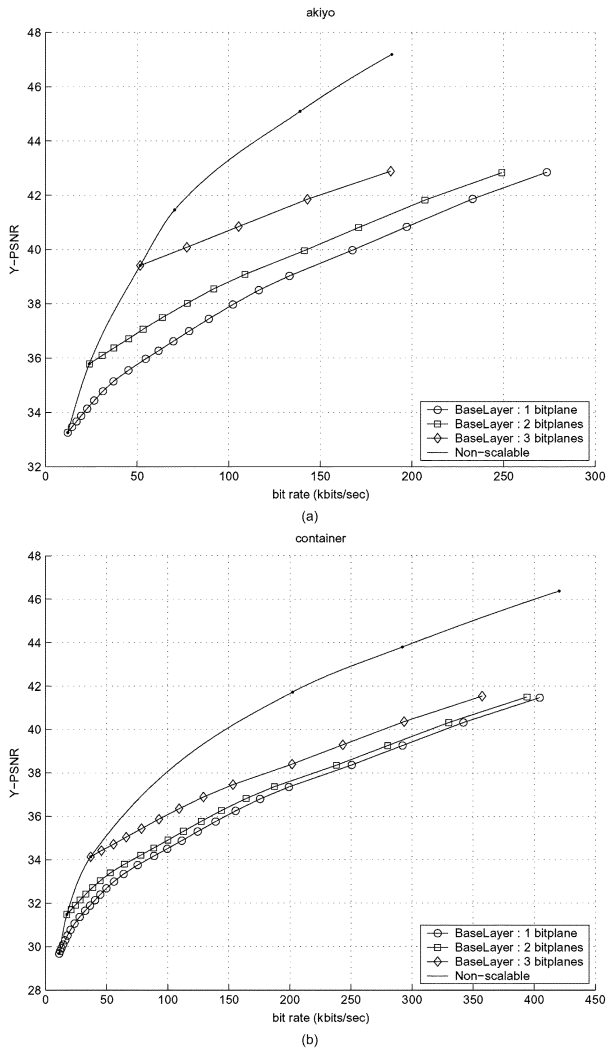 akiyo
48
46
44
42
40
38
36
34
32
Y−PSNR
0 50 100 150 200 250 300
bit rate (kbits/sec)
BaseLayer : 1 bitplane
BaseLayer : 2 bitplanes
BaseLayer : 3 bitplanes
Non−scalable
(a)
container
48
46
44
42
40
38
36
34
32
30
28
Y−PSNR
0 50 100 150 200 250 300 350 400 450
bit rate (kbits/sec)
BaseLayer : 1 bitplane
BaseLayer : 2 bitplanes
BaseLayer : 3 bitplanes
Non−scalable
(b)